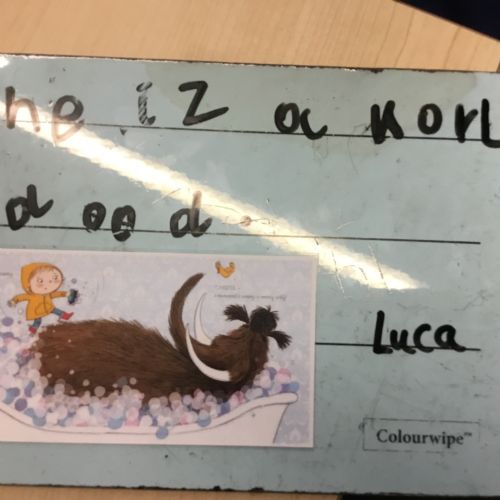 he iz a korl
a oo d.
Luca
Colourwipe™